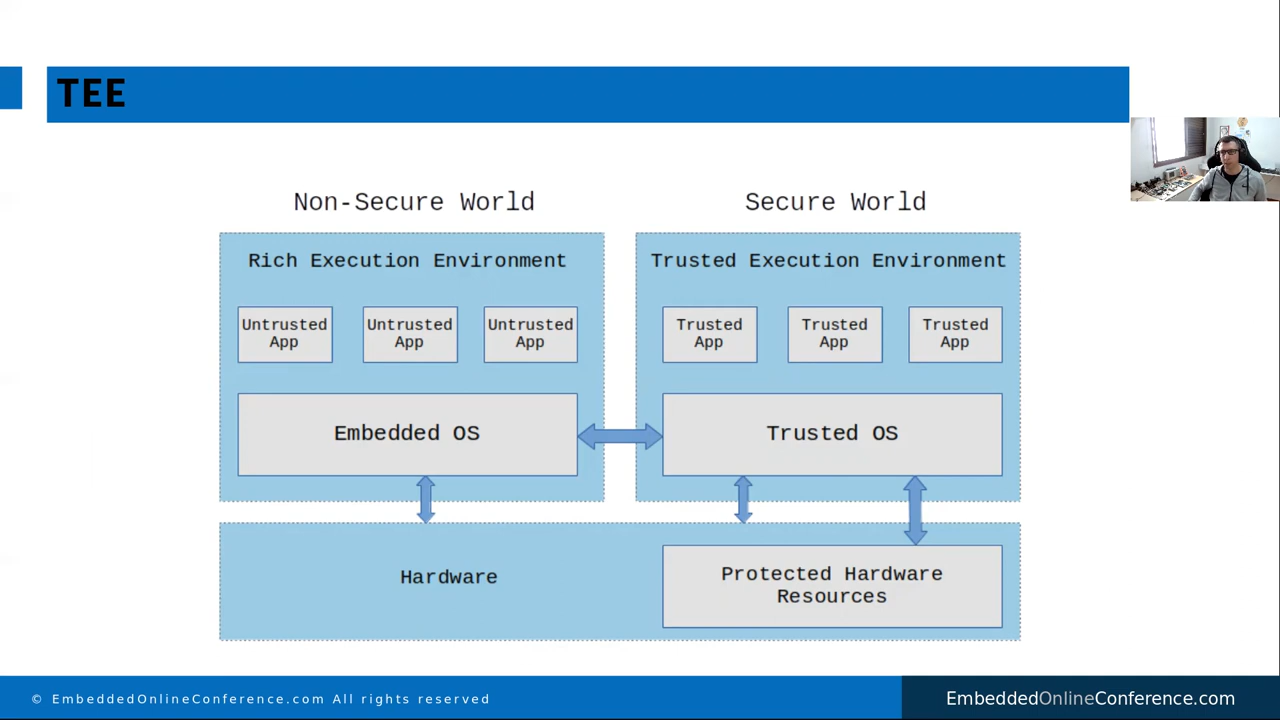 TEE
Non-Secure World
Secure World
Rich Execution Environment
Trusted Execution Environment
Untrusted
App
Untrusted
App
Untrusted
App
Trusted
App
Trusted
App
Trusted
App
Embedded OS
Trusted OS
Hardware
Protected Hardware
Resources
© EmbeddedOnlineConference.com All rights reserved
EmbeddedOnlineConference.com